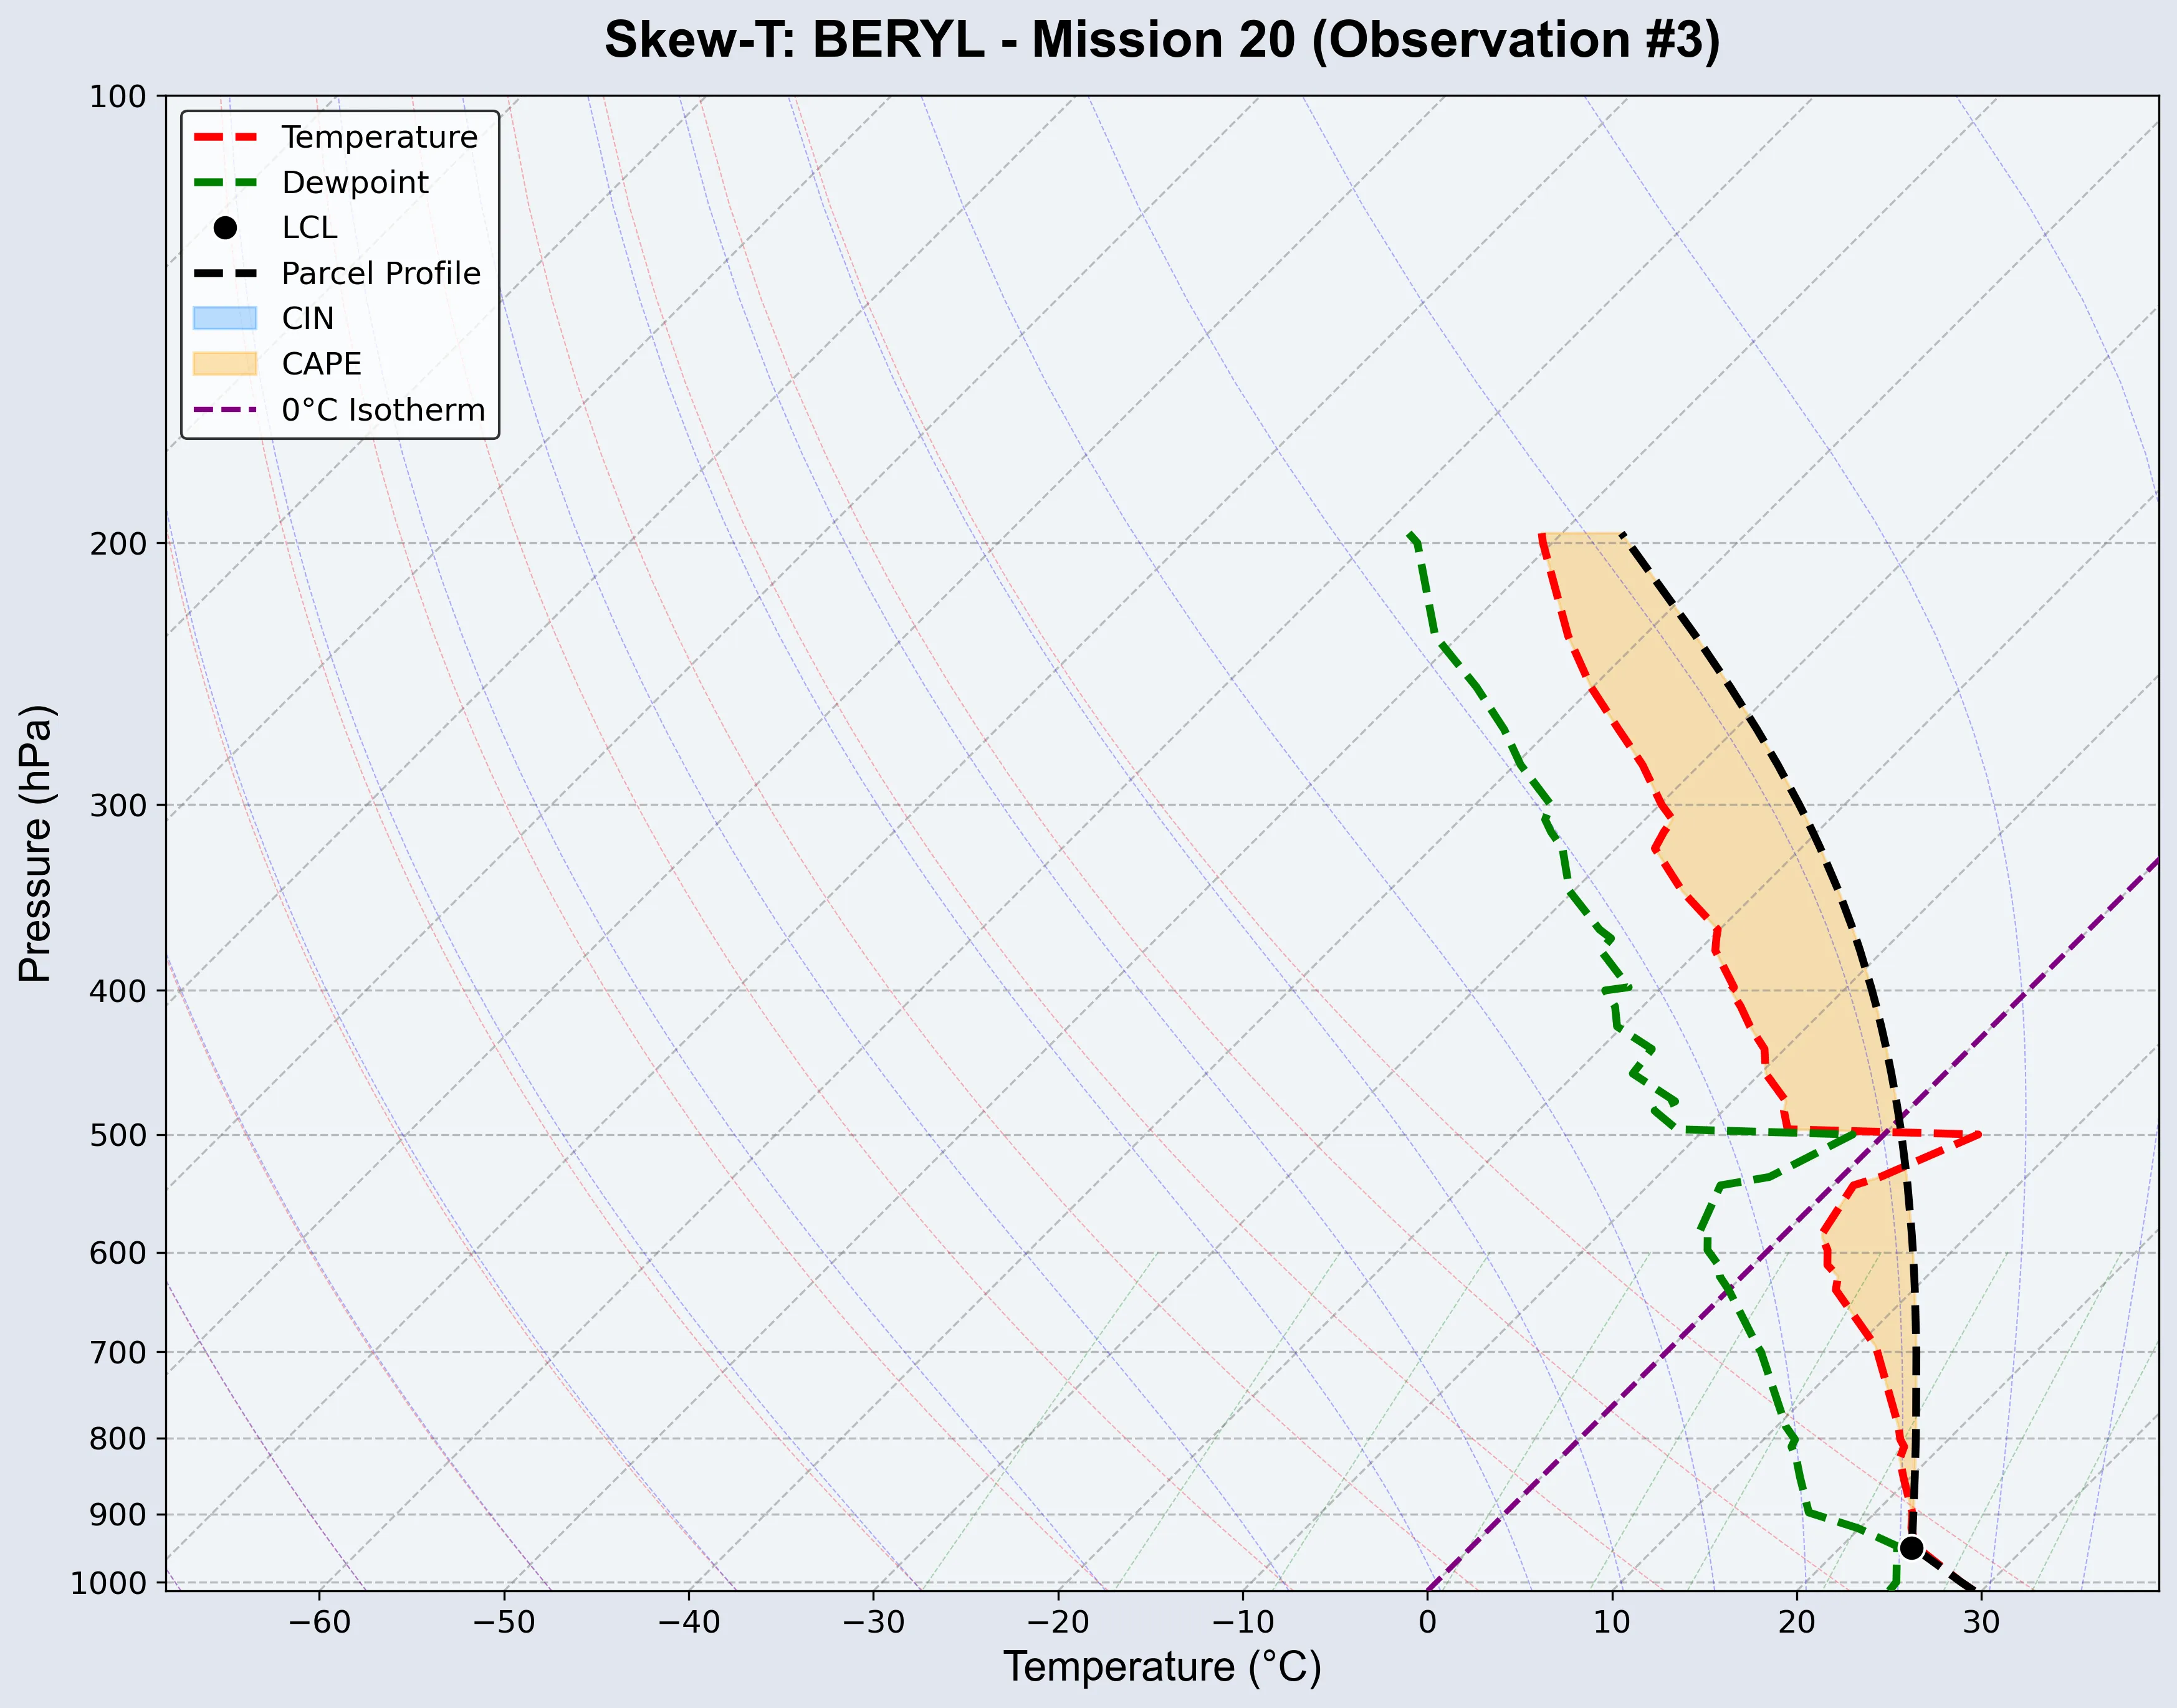 Skew-T: BERYL - Mission 20 (Observation #3)
100
200
300
400
500
600
700
800
900
1000
Pressure (hPa)
Temperature
Dewpoint
LCL
Parcel Profile
CIN
CAPE
0°C Isotherm
−60 −50 −40 −30 −20 −10 0 10 20 30
Temperature (°C)